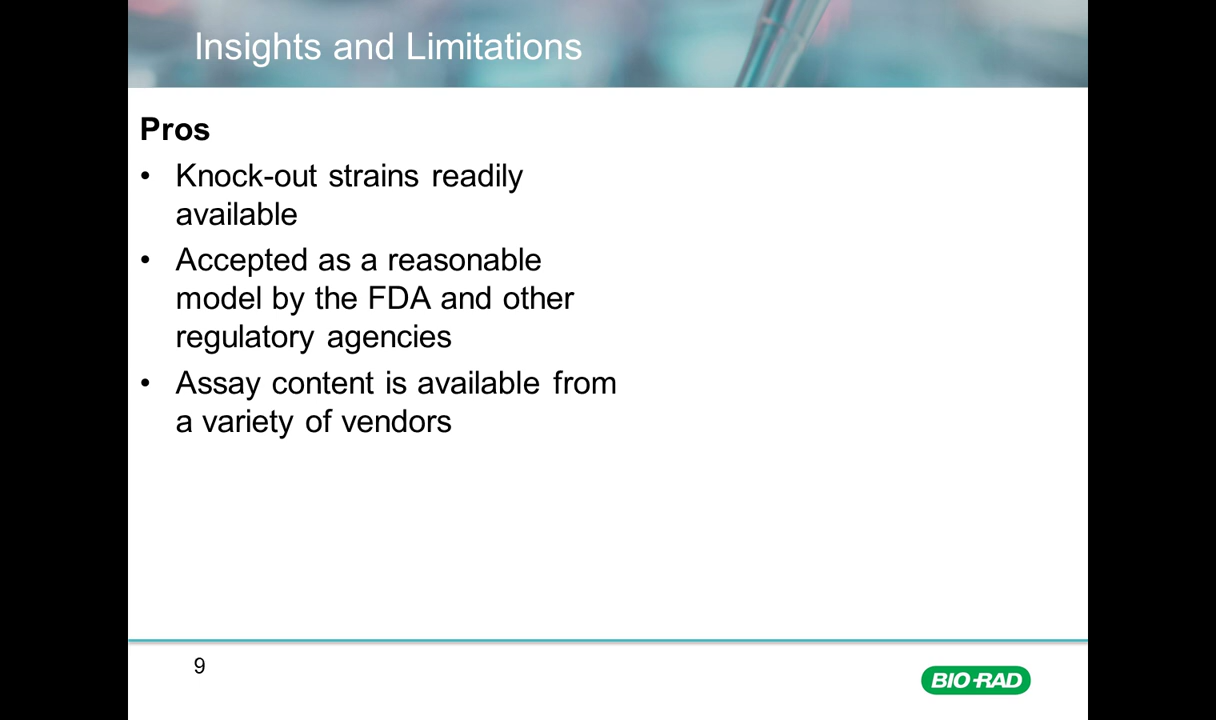 Insights and Limitations
Pros
• Knock-out strains readily
available
• Accepted as a reasonable
model by the FDA and other
regulatory agencies
• Assay content is available from
a variety of vendors
9
BIO-RAD